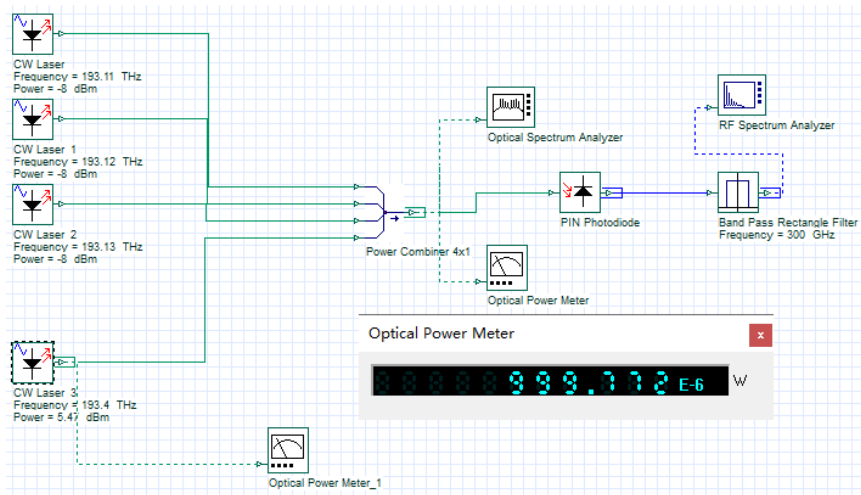 CW Laser
Frequency = 193.11 THz
Power = -8 dBm
CW Laser 1
Frequency = 193.12 THz
Power = -8 dBm
CW Laser 2
Frequency = 193.13 THz
Power = -8 dBm
CW Laser 3
Frequency = 193.4 THz
Power = 5.47 dBm
Power Combiner 4x1
Optical Spectrum Analyzer
RF Spectrum Analyzer
PIN Photodiode
Band Pass Rectangle Filter
Frequency = 300 GHz
Optical Power Meter
Optical Power Meter
x
999.772 E-6 W
Optical Power Meter_1